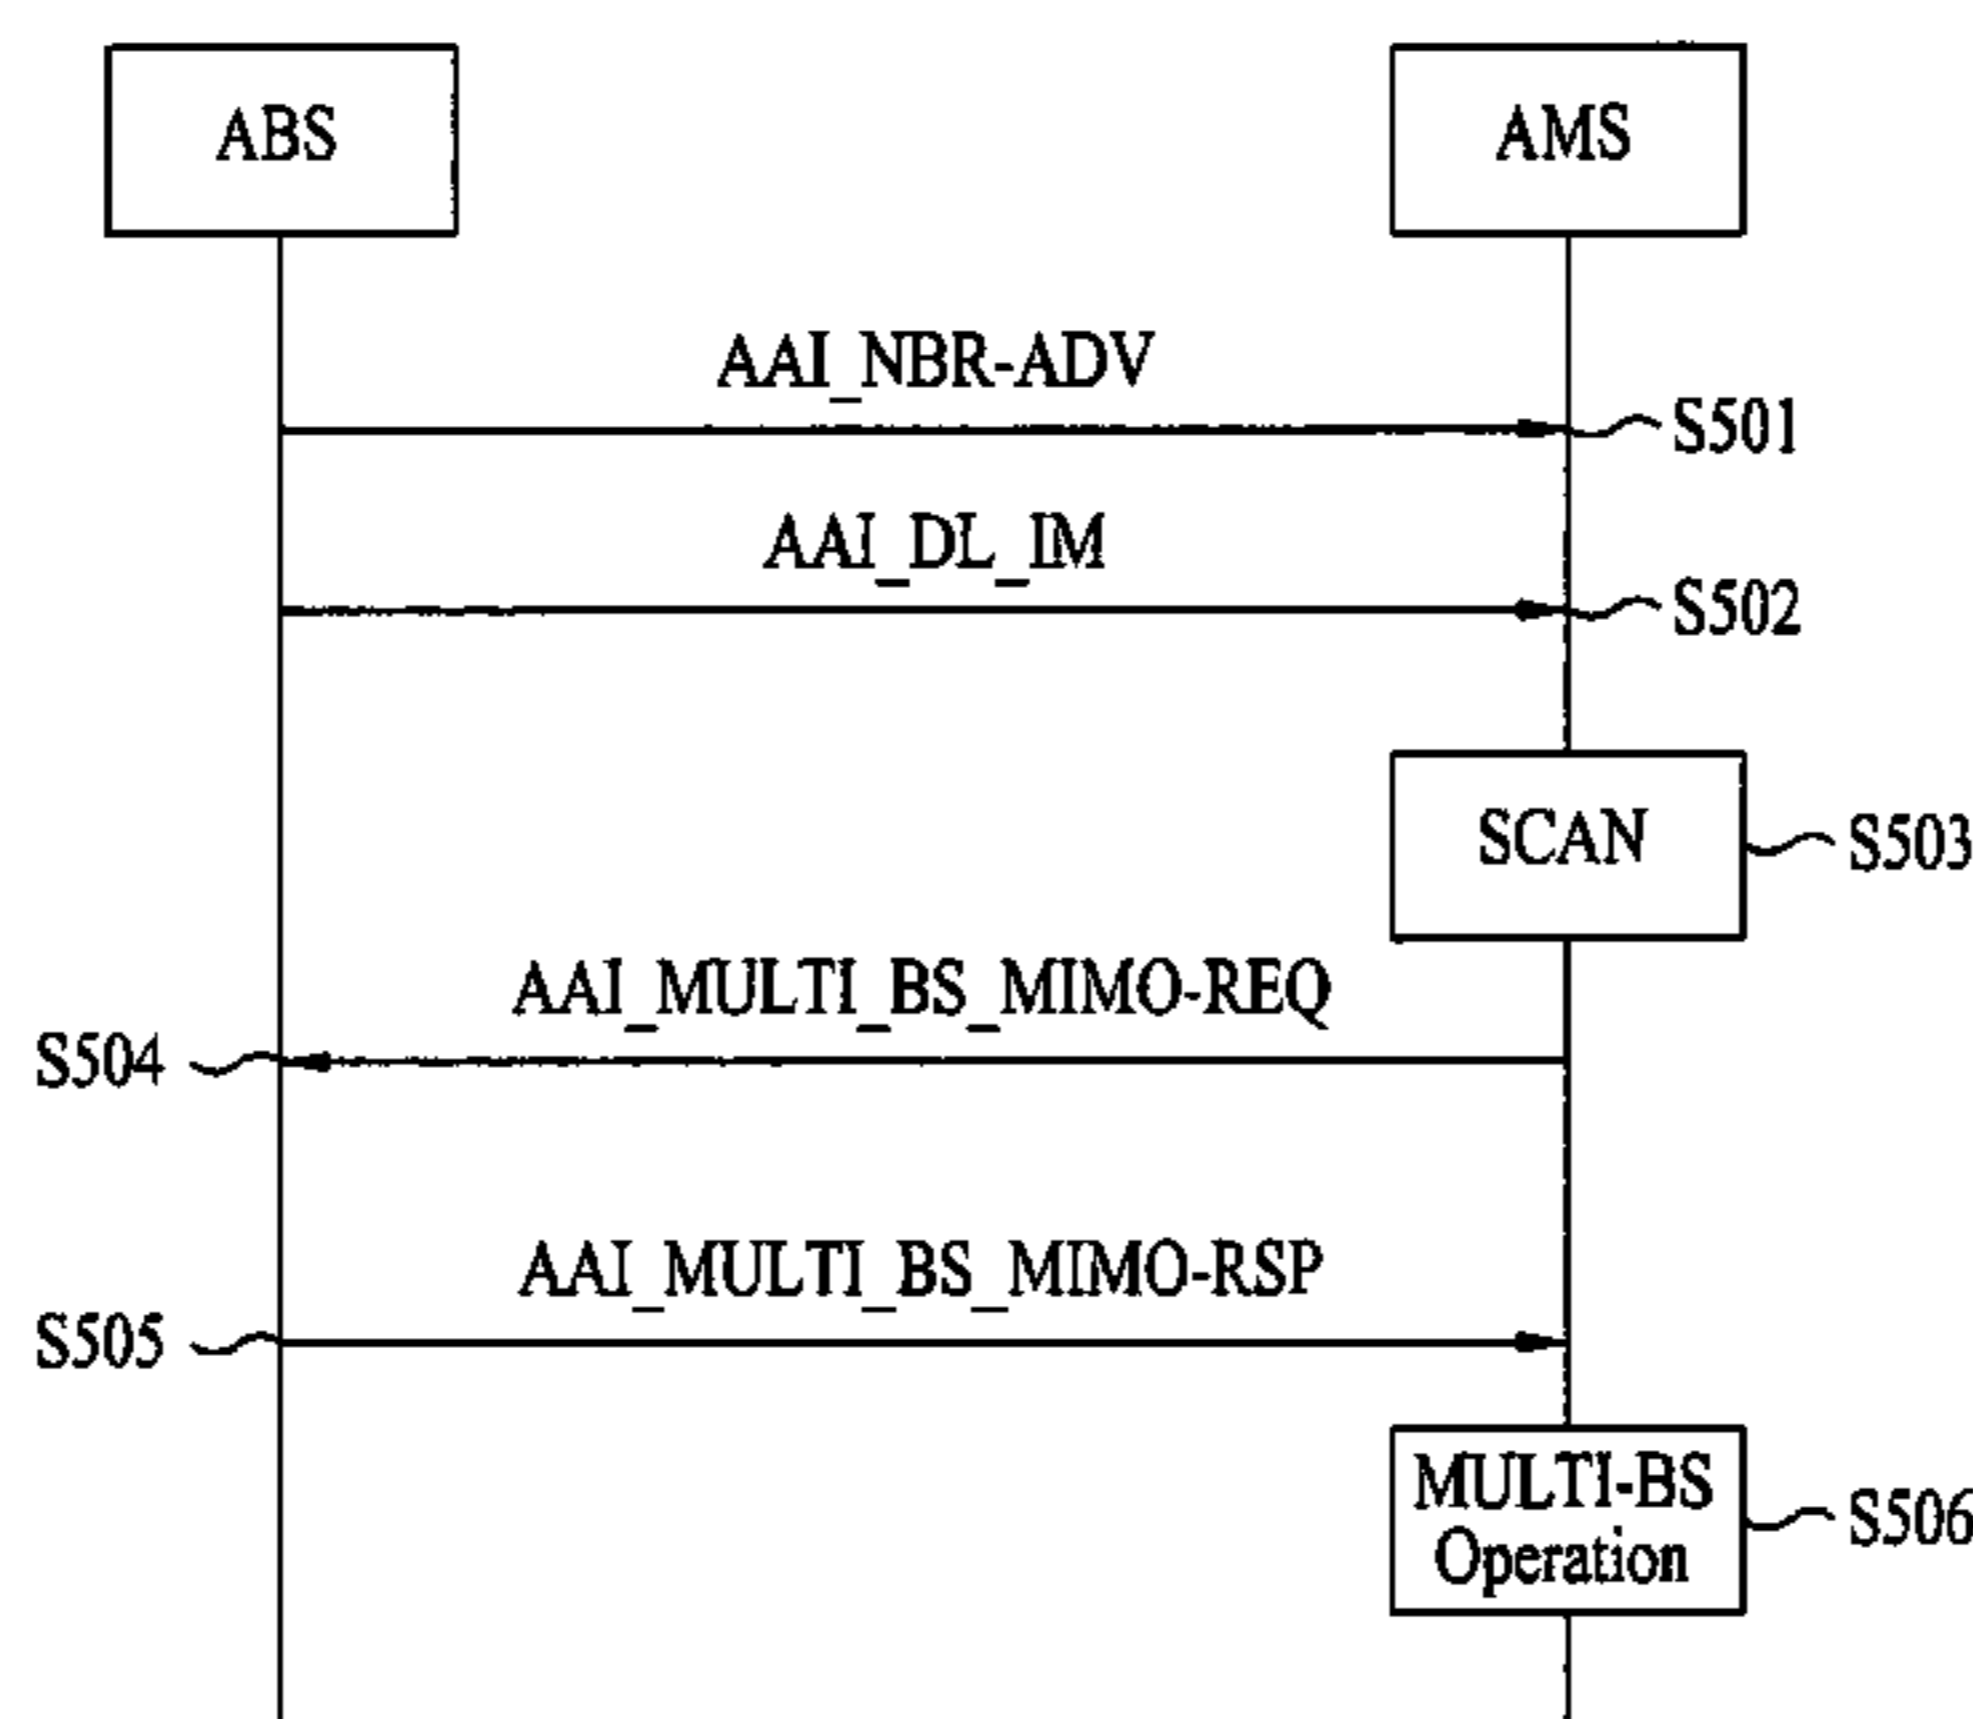 ABS
AMS
AAI_NBR-ADV
S501
AAI_DL_IM
S502
SCAN
S503
AAI_MULTI_BS_MIMO-REQ
S504
AAI_MULTI_BS_MIMO-RSP
S505
MULTI-BS
Operation
S506